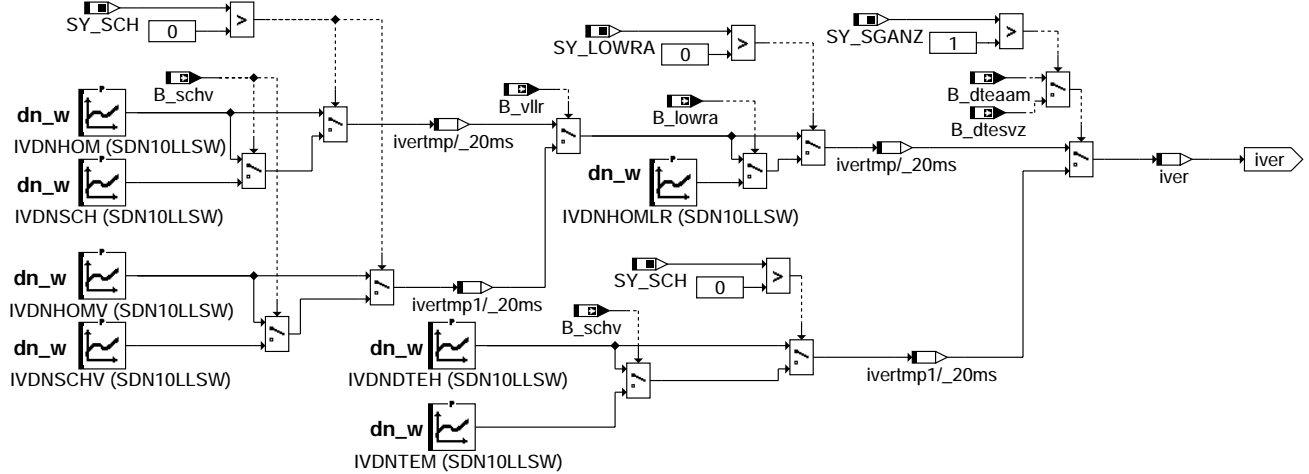 SY_SCH
0
>
B_schv
dn_w
P
IVDNHOM (SDN10LLSW)
dn_w
P
IVDNSCH (SDN10LLSW)
ivertmp/_20ms
B_vllr
SY_LOWRA
0
>
B_lowra
dn_w
P
IVDNHOMLR (SDN10LLSW)
ivertmp/_20ms
SY_SGANZ
1
>
B_dteaam
B_dtesvz
iver
iver
dn_w
P
IVDNHOMV (SDN10LLSW)
dn_w
P
IVDNSCHV (SDN10LLSW)
ivertmp1/_20ms
SY_SCH
0
>
B_schv
dn_w
P
IVDNDTEH (SDN10LLSW)
dn_w
P
IVDNTEM (SDN10LLSW)
ivertmp1/_20ms